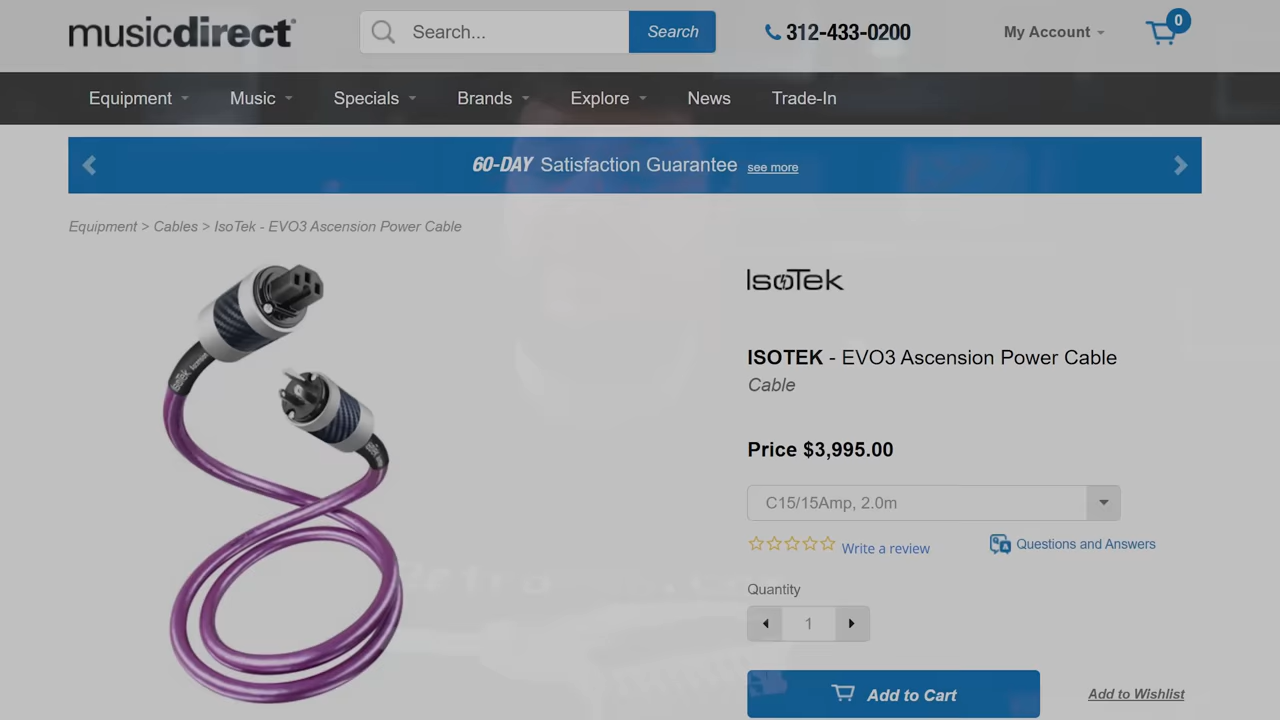 musicdirect
Search...
Search
312-433-0200
My Account
0
Equipment
Music
Specials
Brands
Explore
News
Trade-In
60-DAY Satisfaction Guarantee see more
Equipment > Cables > IsoTek - EVO3 Ascension Power Cable
IsoTek
ISOTEK - EVO3 Ascension Power Cable
Cable
Price $3,995.00
C15/15Amp, 2.0m
Write a review
Questions and Answers
Quantity
1
Add to Cart
Add to Wishlist
IsoTek